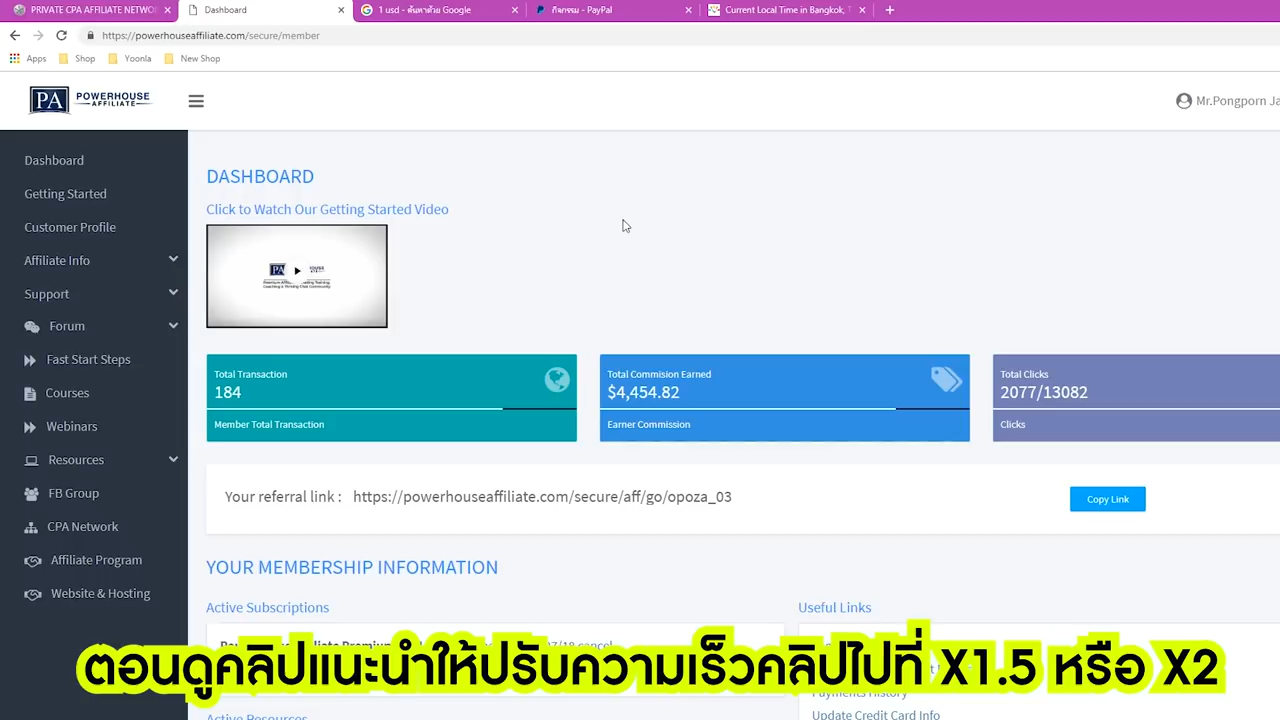 PRIVATE CPA AFFILIATE NETWOR
Dashboard
1 usd - ค้นหาด้วย Google
กิจกรรม - PayPal
Current Local Time in Bangkok, T
https://powerhouseaffiliate.com/secure/member
Apps
Shop
Yoonla
New Shop
PA POWERHOUSE
AFFILIATE
Mr.Pongporn Ja
Dashboard
Getting Started
Customer Profile
Affiliate Info
Support
Forum
Fast Start Steps
Courses
Webinars
Resources
FB Group
CPA Network
Affiliate Program
Website & Hosting
DASHBOARD
Click to Watch Our Getting Started Video
Total Transaction
184
Member Total Transaction
Total Commision Earned
$4,454.82
Earner Commission
Total Clicks
2077/13082
Clicks
Your referral link : https://powerhouseaffiliate.com/secure/aff/go/opoza_03
Copy Link
YOUR MEMBERSHIP INFORMATION
Active Subscriptions
Useful Links
ตอนดูคลิปแนะนำให้ปรับความเร็วคลิปไปที่ X1.5 หรือ X2
Payments History
Update Credit Card Info
Active Resources